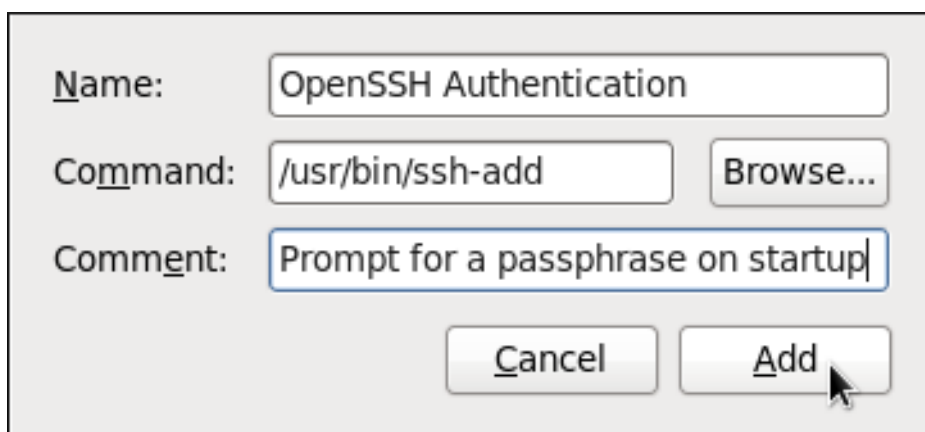 Name: OpenSSH Authentication
Command: /usr/bin/ssh-add Browse...
Comment: Prompt for a passphrase on startup
Cancel Add